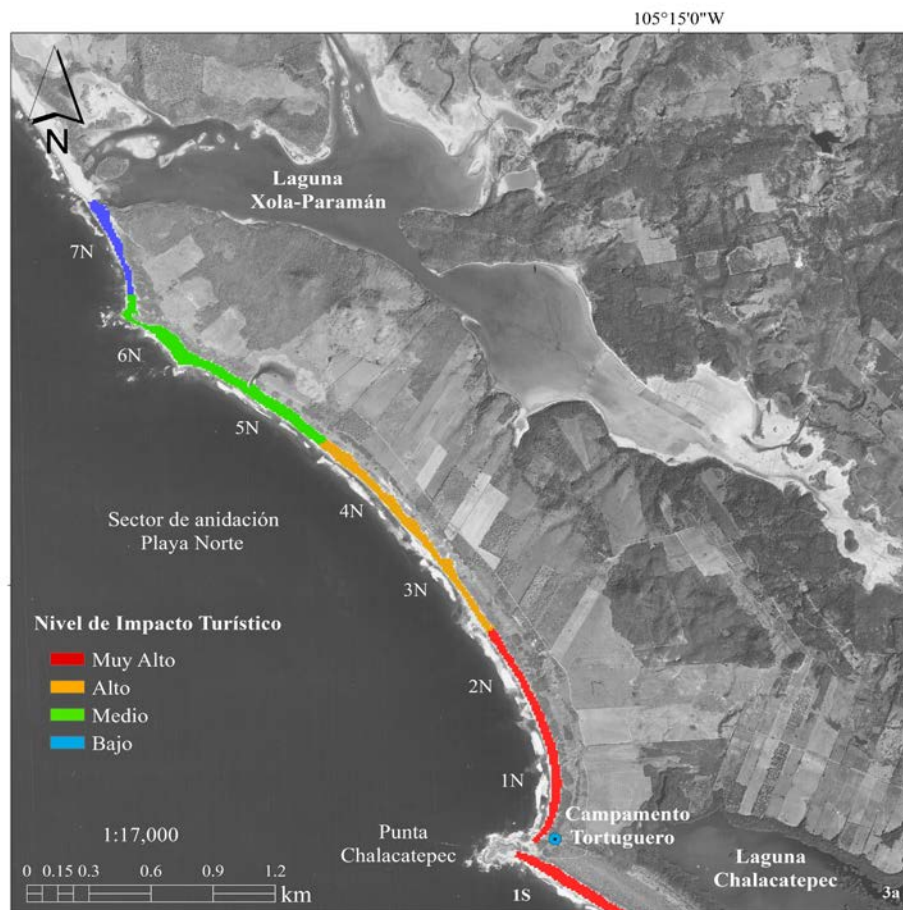 105°15'0"W
N
Laguna
Xola-Paramán
7N
6N
5N
4N
Sector de anidación
Playa Norte
3N
Nivel de Impacto Turístico
Muy Alto
Alto
Medio
Bajo
2N
1N
1:17,000
Punta
Chalacatepec
Campamento
Tortuguero
Laguna
Chalacatepec
0 0.15 0.3 0.6 0.9 1.2
km
1S
3a